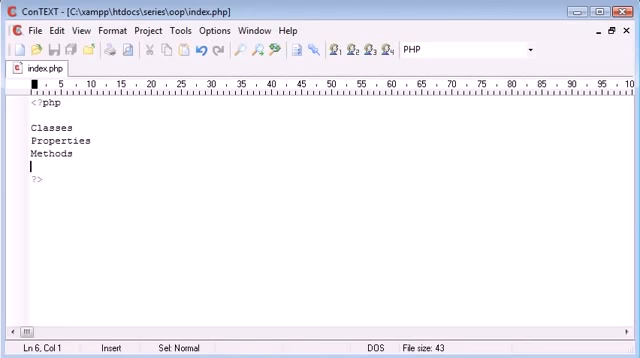 ConTEXT - [C:\xampp\htdocs\series\oop\index.php]
File Edit View Format Project Tools Options Window Help
PHP
index.php
0 5 10 15 20 25 30 35 40 45 50 55 60 65 70 75 80 85 90 95 10
<?php
Classes
Properties
Methods
?>
Ln 6, Col 1 Insert Sel: Normal DOS File size: 43